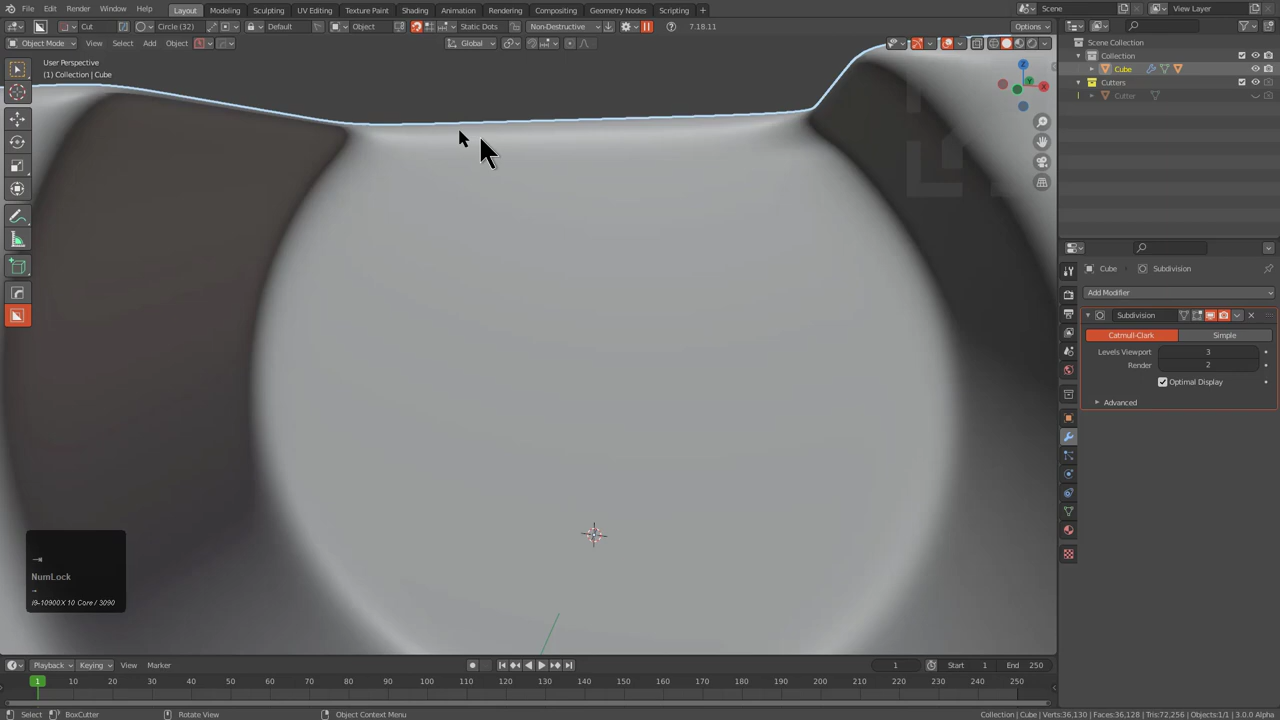 File Edit Render Window Help Layout Modeling Sculpting UV Editing Texture Paint Shading Animation Rendering Compositing Geometry Nodes Scripting + Scene View Layer
Cut Circle (32) Default Object Static Dots Non-Destructive 7.18.11 Options
Object Mode View Select Add Object Global
User Perspective
(1) Collection | Cube
Scene Collection
Collection
Cube
Cutters
Cutter
Cube Subdivision
Add Modifier
Subdivision
Catmull-Clark Simple
Levels Viewport 3
Render 2
Optimal Display
Advanced
NumLock
i9-10900X 10 Core / 3090
Playback Keying View Marker 1 Start 1 End 250
1 10 20 30 40 50 60 70 80 90 100 110 120 130 140 150 160 170 180 190 200 210 220 230 240 250
Select BoxCutter Rotate View Object Context Menu Collection | Cube | Verts:36,130 | Faces:36,128 | Tris:72,256 | Objects:1/1 | 3.0.0 Alpha